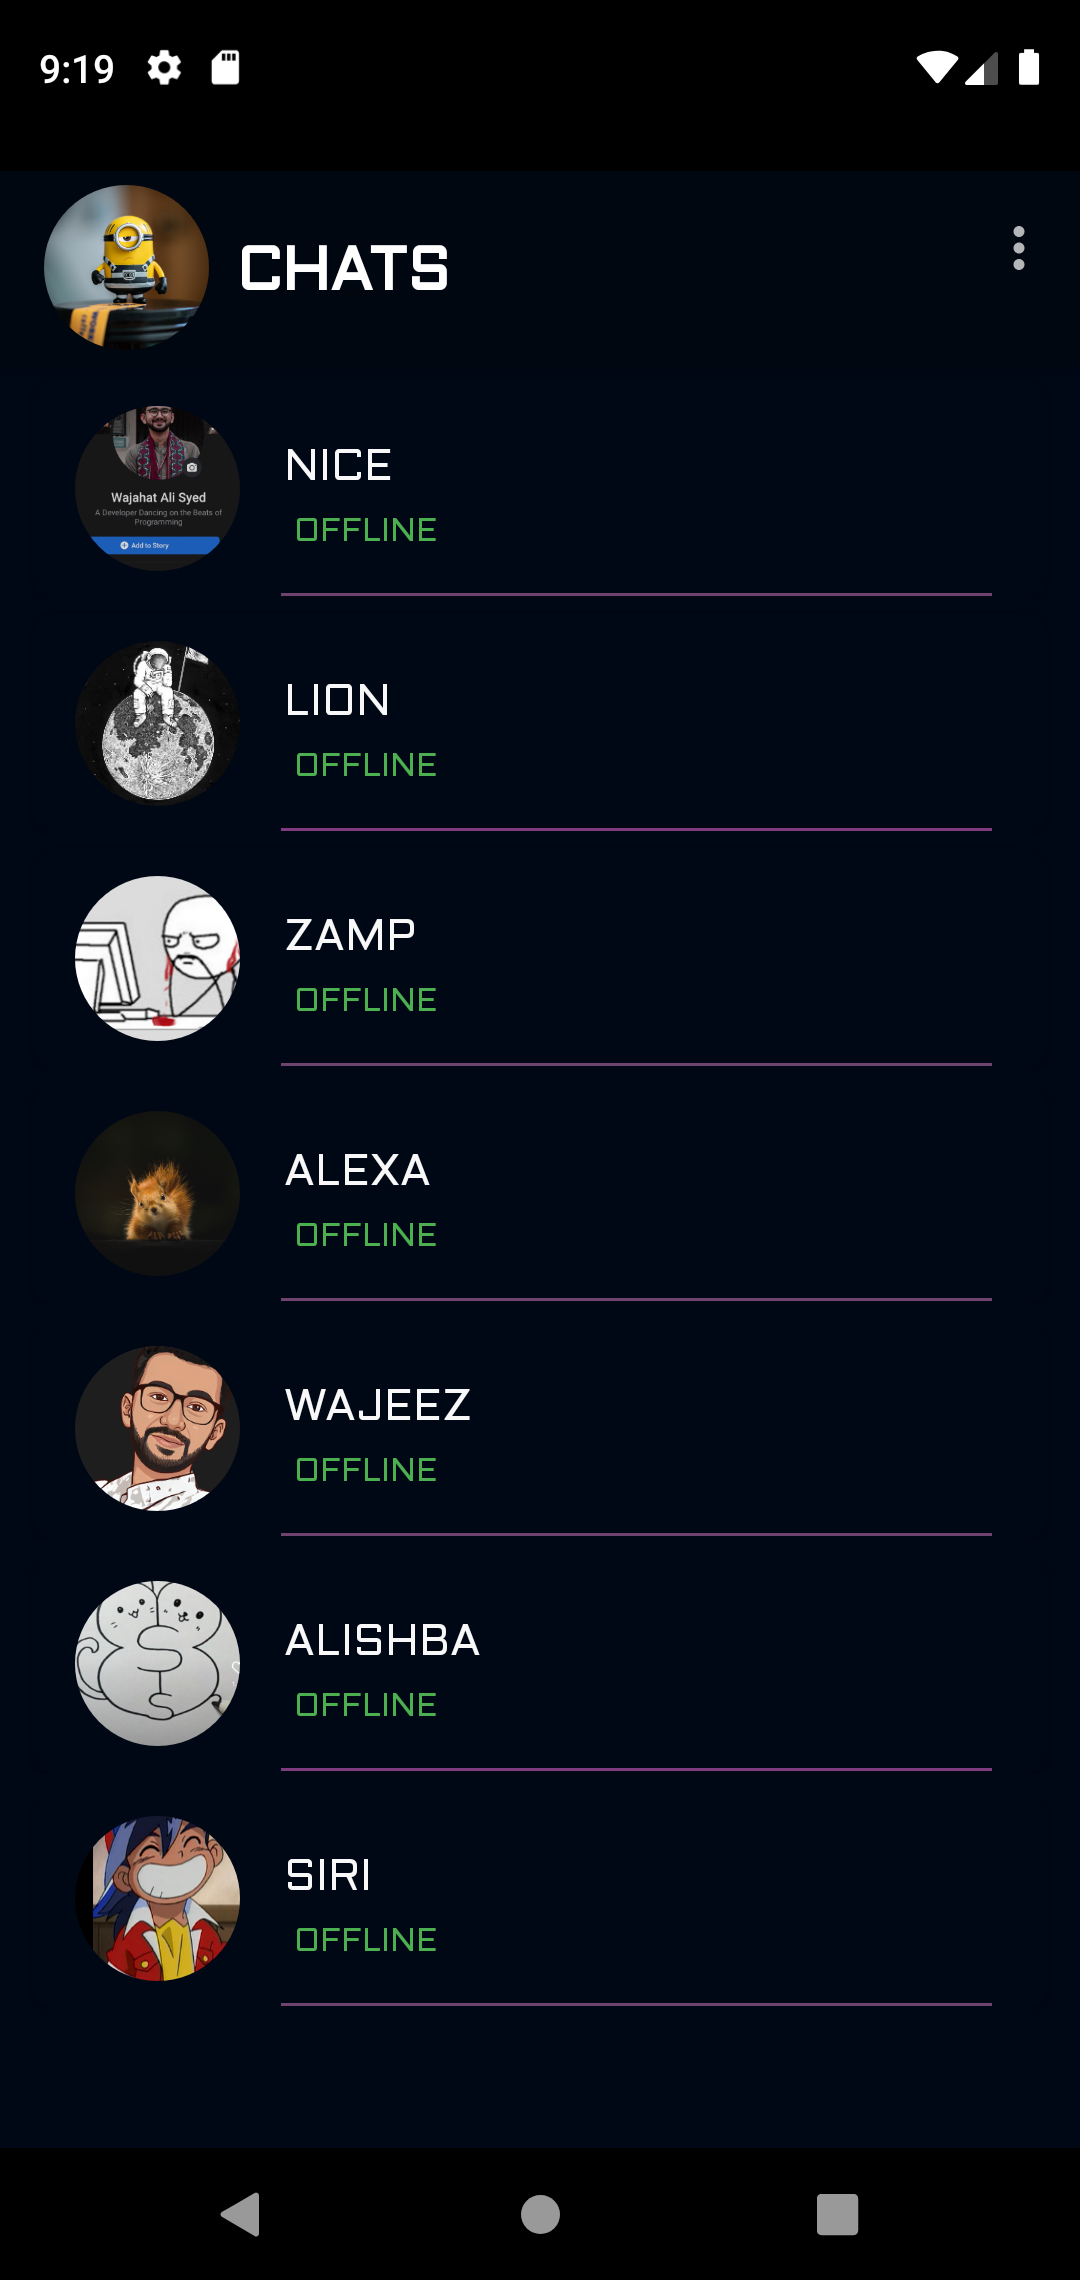 9:19
CHATS
Wajahat Ali Syed
A Developer Dancing on the Beats of
Programming
Add to Story
NICE
OFFLINE
LION
OFFLINE
ZAMP
OFFLINE
ALEXA
OFFLINE
WAJEEZ
OFFLINE
ALISHBA
OFFLINE
SIRI
OFFLINE